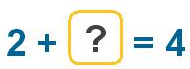 2 + ? = 4